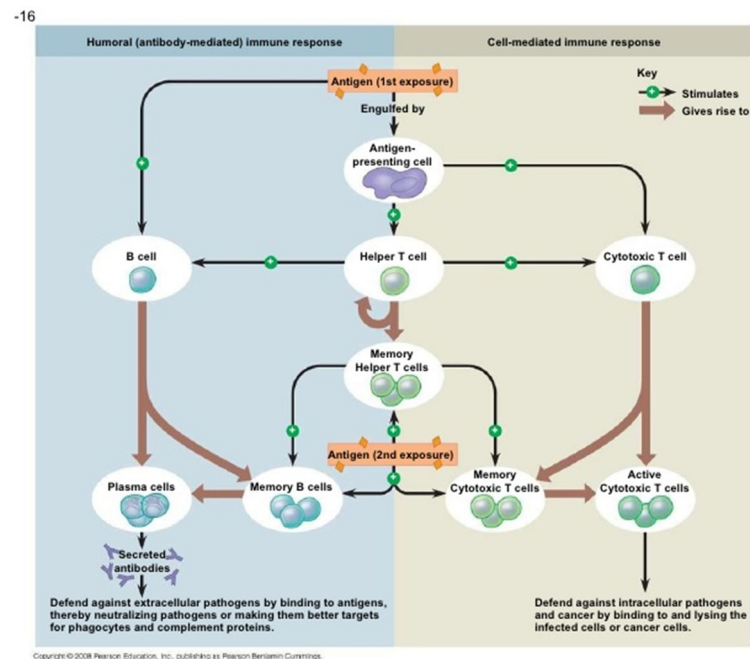 -16
Humoral (antibody-mediated) immune response
Cell-mediated immune response
Antigen (1st exposure)
Engulfed by
Key
Stimulates
Gives rise to
Antigen-
presenting cell
B cell
Helper T cell
Cytotoxic T cell
Memory
Helper T cells
Antigen (2nd exposure)
Plasma cells
Memory B cells
Memory
Cytotoxic T cells
Active
Cytotoxic T cells
Secreted
antibodies
Defend against extracellular pathogens by binding to antigens,
thereby neutralizing pathogens or making them better targets
for phagocytes and complement proteins.
Defend against intracellular pathogens
and cancer by binding to and lysing the
infected cells or cancer cells.
Copyright © 2008 Pearson Education, Inc., publishing as Pearson Benjamin Cummings.